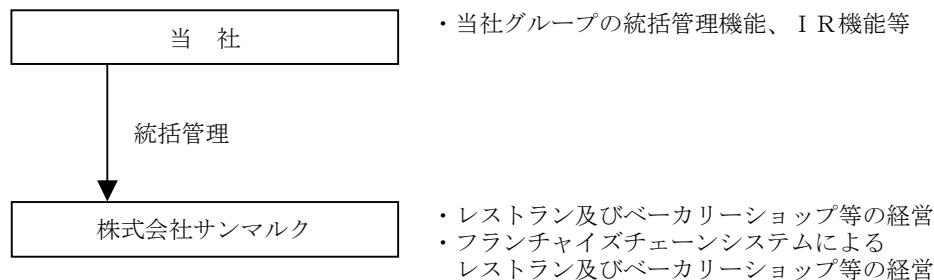 当 社
・当社グループの統括管理機能、ＩＲ機能等
統括管理
株式会社サンマルク
・レストラン及びベーカリーショップ等の経営
・フランチャイズチェーンシステムによる
レストラン及びベーカリーショップ等の経営